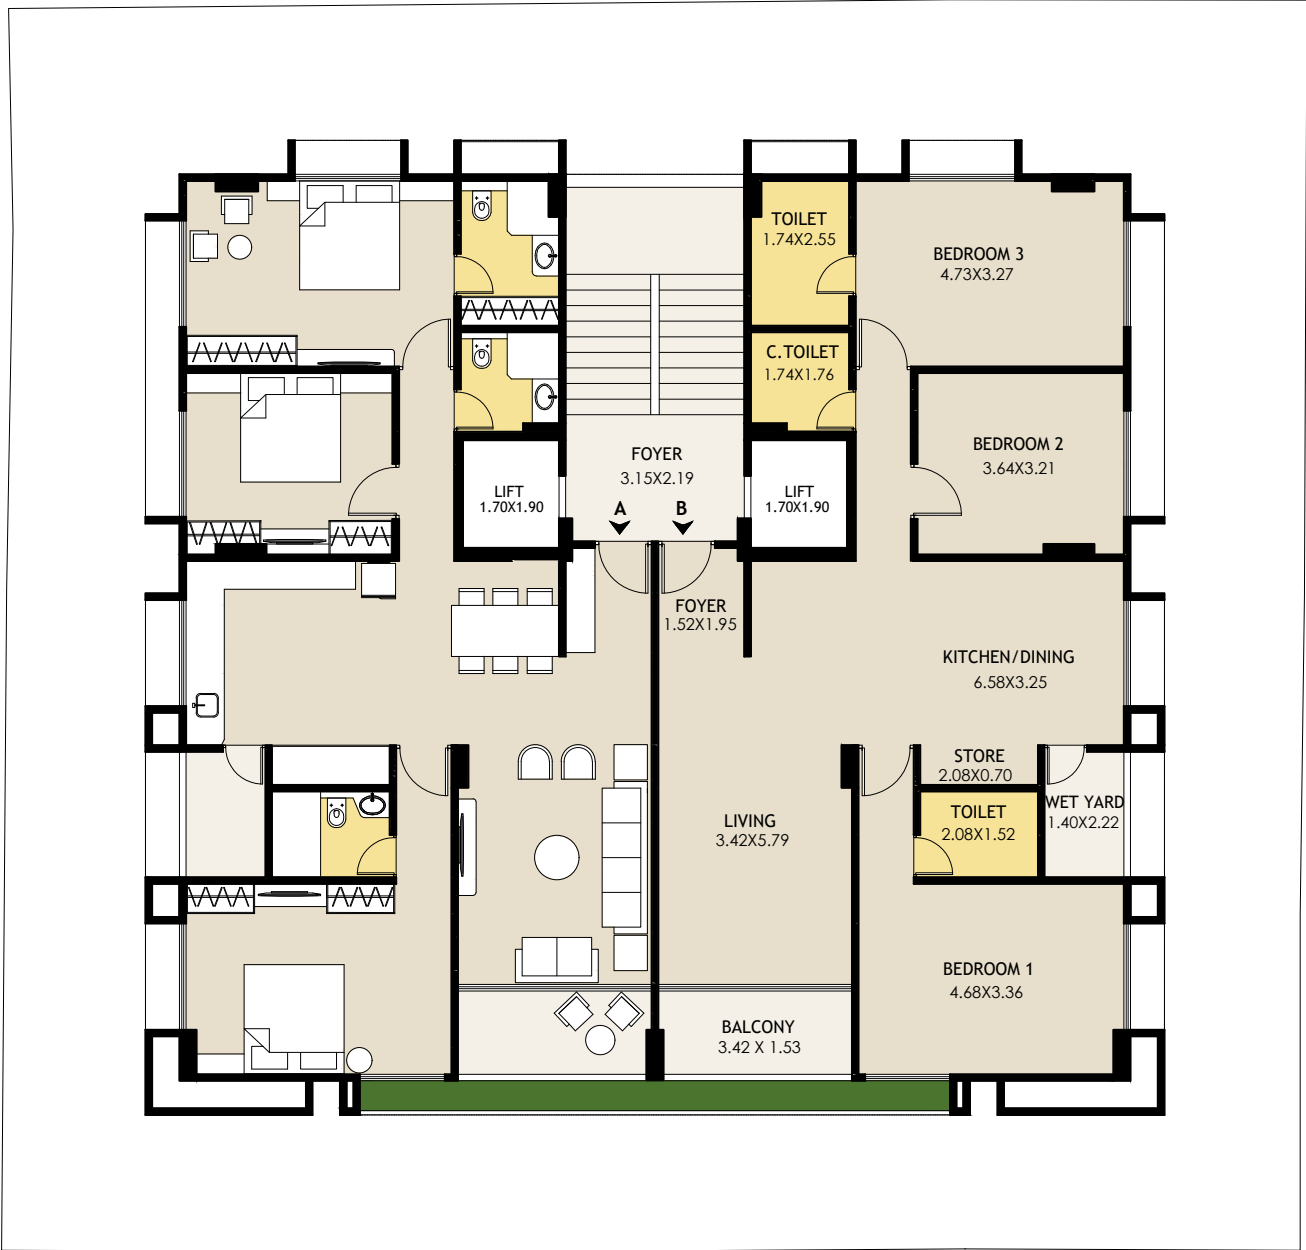 TOILET
1.74X2.55
BEDROOM 3
4.73X3.27
C.TOILET
1.74X1.76
FOYER
3.15X2.19
BEDROOM 2
3.64X3.21
LIFT
1.70X1.90
A
B
LIFT
1.70X1.90
FOYER
1.52X1.95
KITCHEN/DINING
6.58X3.25
STORE
2.08X0.70
WET YARD
1.40X2.22
TOILET
2.08X1.52
LIVING
3.42X5.79
BEDROOM 1
4.68X3.36
BALCONY
3.42 X 1.53